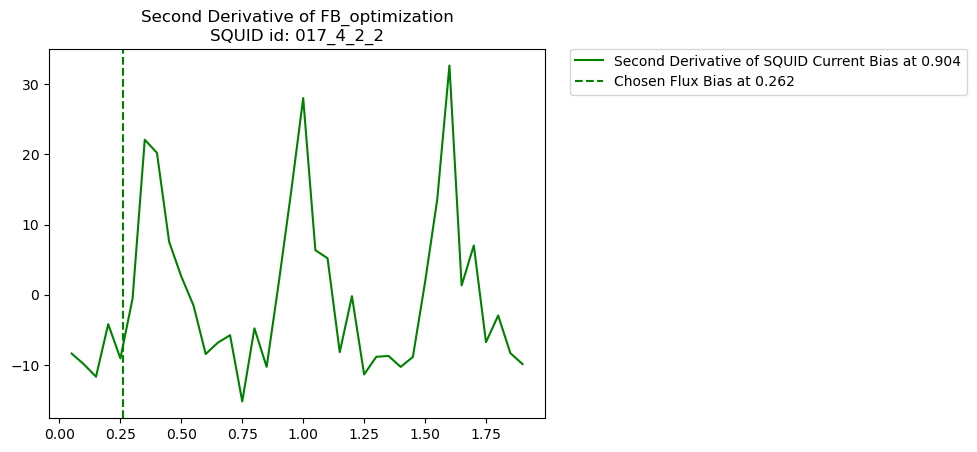 Second Derivative of FB_optimization
SQUID id: 017_4_2_2
Second Derivative of SQUID Current Bias at 0.904
Chosen Flux Bias at 0.262
30
20
10
0
−10
0.00 0.25 0.50 0.75 1.00 1.25 1.50 1.75